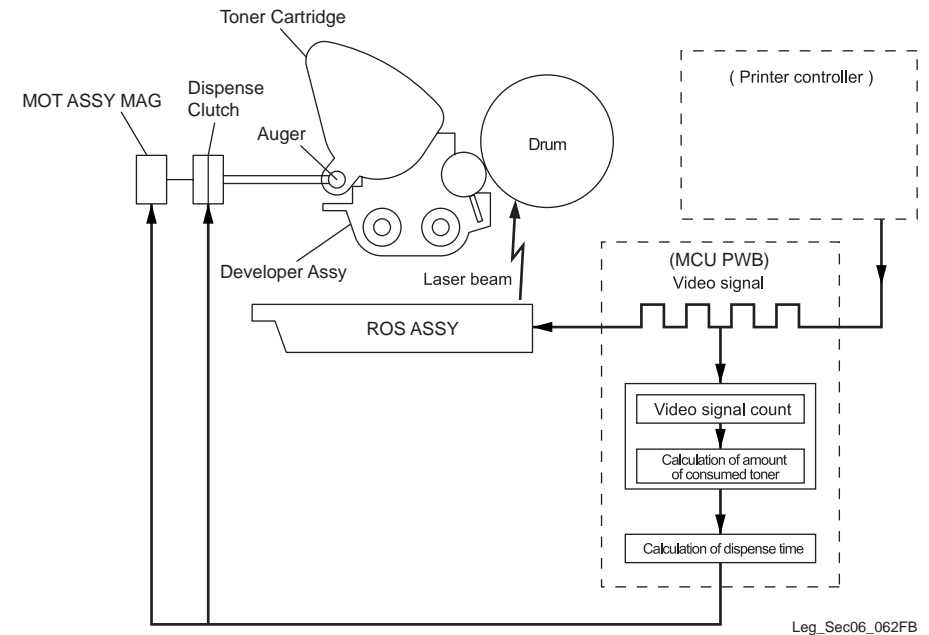 Toner Cartridge
( Printer controller )
MOT ASSY MAG
Dispense
Clutch
Auger
Drum
Developer Assy
Laser beam
(MCU PWB)
Video signal
ROS ASSY
Video signal count
Calculation of amount
of consumed toner
Calculation of dispense time
Leg_Sec06_062FB